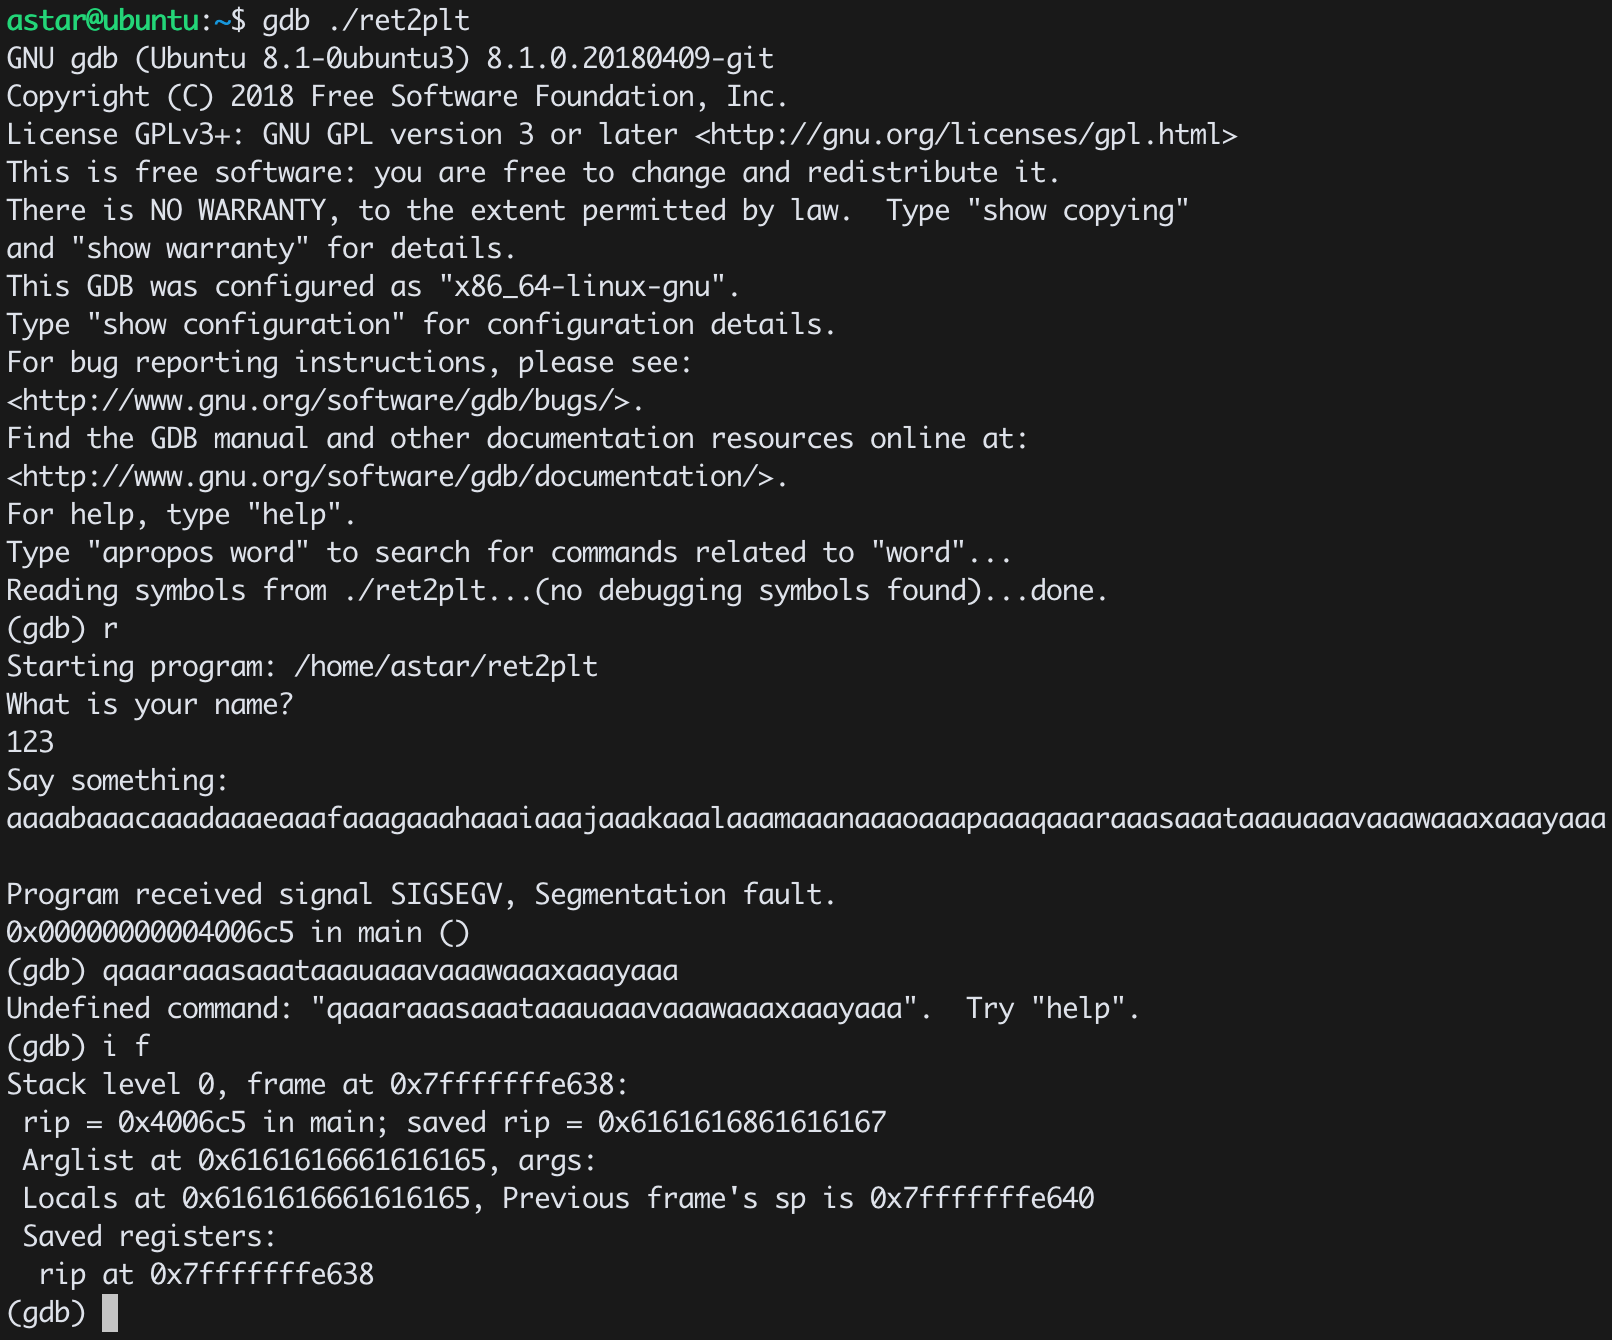 astar@ubuntu:~$ gdb ./ret2plt
GNU gdb (Ubuntu 8.1-0ubuntu3) 8.1.0.20180409-git
Copyright (C) 2018 Free Software Foundation, Inc.
License GPLv3+: GNU GPL version 3 or later <http://gnu.org/licenses/gpl.html>
This is free software: you are free to change and redistribute it.
There is NO WARRANTY, to the extent permitted by law.  Type "show copying"
and "show warranty" for details.
This GDB was configured as "x86_64-linux-gnu".
Type "show configuration" for configuration details.
For bug reporting instructions, please see:
<http://www.gnu.org/software/gdb/bugs/>.
Find the GDB manual and other documentation resources online at:
<http://www.gnu.org/software/gdb/documentation/>.
For help, type "help".
Type "apropos word" to search for commands related to "word"...
Reading symbols from ./ret2plt...(no debugging symbols found)...done.
(gdb) r
Starting program: /home/astar/ret2plt
What is your name?
123
Say something:
aaaabaaacaaadaaaeaaafaaagaaahaaaiaaajaaakaaalaaamaaanaaaoaaapaaaqaaaraaasaaataaauaaavaaawaaaxaaayaaa
Program received signal SIGSEGV, Segmentation fault.
0x00000000004006c5 in main ()
(gdb) qaaaraaasaaataaauaaavaaawaaaxaaayaaa
Undefined command: "qaaaraaasaaataaauaaavaaawaaaxaaayaaa".  Try "help".
(gdb) i f
Stack level 0, frame at 0x7fffffffe638:
 rip = 0x4006c5 in main; saved rip = 0x6161616861616167
 Arglist at 0x6161616661616165, args:
 Locals at 0x6161616661616165, Previous frame's sp is 0x7fffffffe640
 Saved registers:
  rip at 0x7fffffffe638
(gdb)